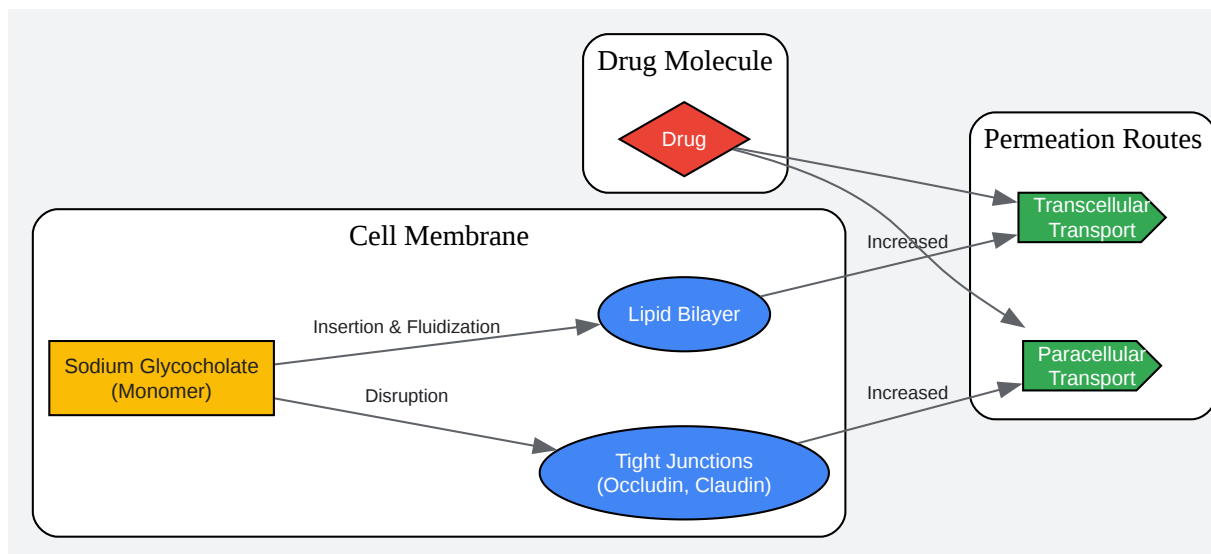 Drug Molecule
Drug
Permeation Routes
Transcellular
Transport
Cell Membrane
Increased
Lipid Bilayer
Insertion & Fluidization
Sodium Glycocholate
(Monomer)
Disruption
Paracellular
Transport
Increased
Tight Junctions
(Occludin, Claudin)